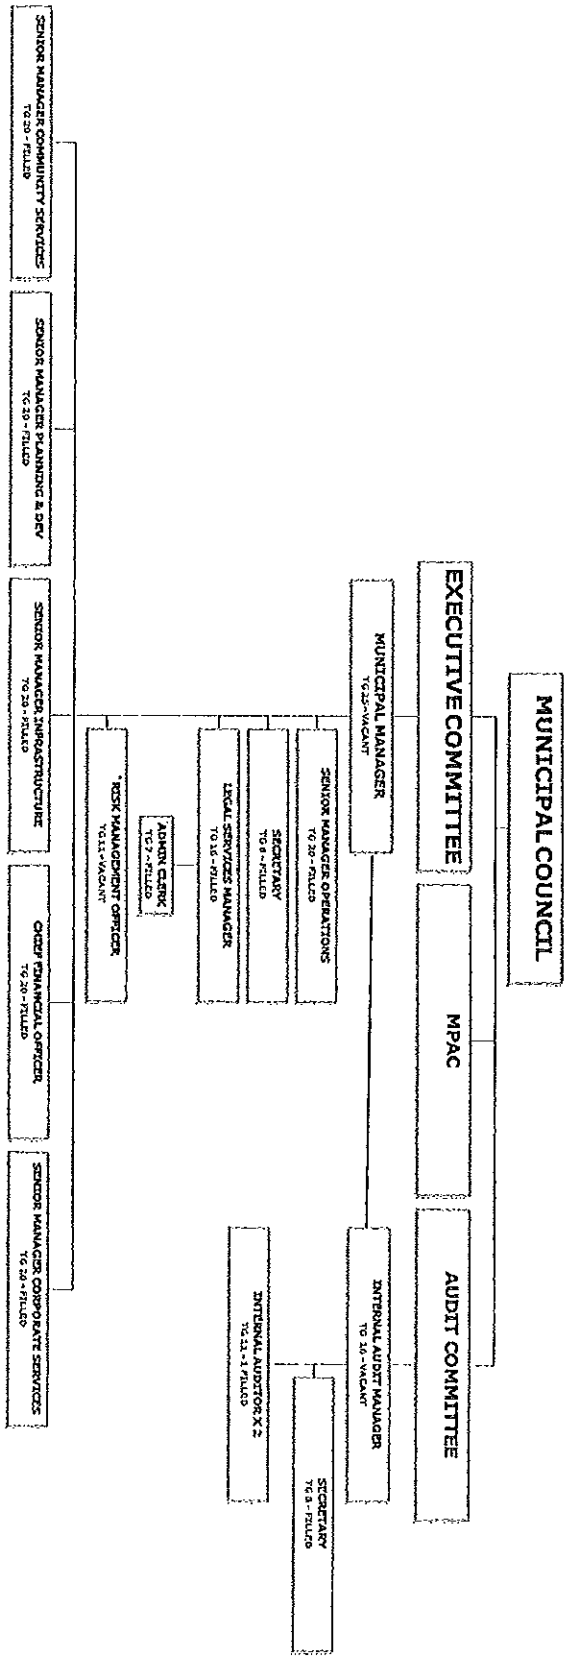 MUNICIPAL COUNCIL
EXECUTIVE COMMITTEE
MPAC
AUDIT COMMITTEE
MUNICIPAL MANAGER
TG 25-VACANT
INTERNAL AUDIT MANAGER
TG 16-VACANT
SENIOR MANAGER OPERATIONS
TG 20-FILLED
SECRETARY
FILLED
SECRETARY
FILLED
LEGAL SERVICES MANAGER
TG 16-FILLED
INTERNAL AUDITOR X 2
TG 11-1 FILLED
ADMIN CLERK
TG 7-FILLED
*RISK MANAGEMENT OFFICER
TG 11-VACANT
SENIOR MANAGER COMMUNITY SERVICES
TG 20-FILLED
SENIOR MANAGER PLANNING & DEV
TG 20-FILLED
SENIOR MANAGER INFRASTRUCTURE
TG 20-FILLED
CHIEF FINANCIAL OFFICER
TG 20-FILLED
SENIOR MANAGER CORPORATE SERVICES
TG 20-FILLED